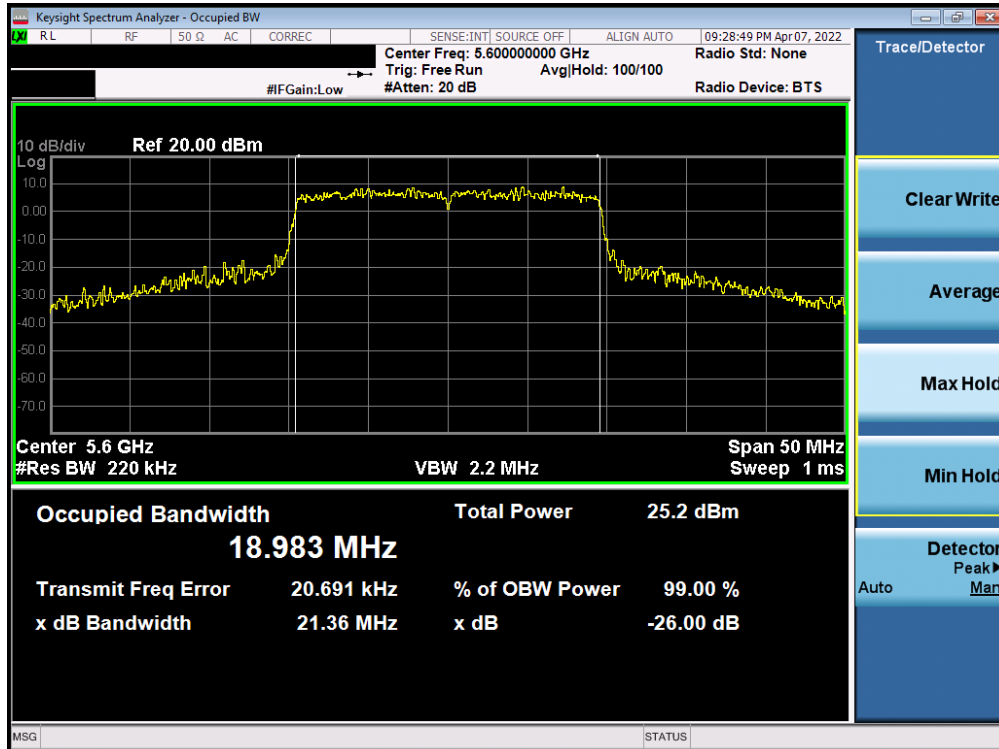 Keysight Spectrum Analyzer - Occupied BW
LXI RL RF 50 Ω AC CORREC SENSE:INT SOURCE OFF ALIGN AUTO 09:28:49 PM Apr 07, 2022
Center Freq: 5.600000000 GHz Radio Std: None
Trig: Free Run Avg|Hold: 100/100
#IFGain:Low #Atten: 20 dB Radio Device: BTS
10 dB/div Ref 20.00 dBm
Log
10.0
0.00
-10.0
-20.0
-30.0
-40.0
-50.0
-60.0
-70.0
Center 5.6 GHz Span 50 MHz
#Res BW 220 kHz VBW 2.2 MHz Sweep 1 ms
Occupied Bandwidth Total Power 25.2 dBm
18.983 MHz
Transmit Freq Error 20.691 kHz % of OBW Power 99.00 %
x dB Bandwidth 21.36 MHz x dB -26.00 dB
MSG STATUS
Trace/Detector
Clear Write
Average
Max Hold
Min Hold
Detector
Peak
Auto Man